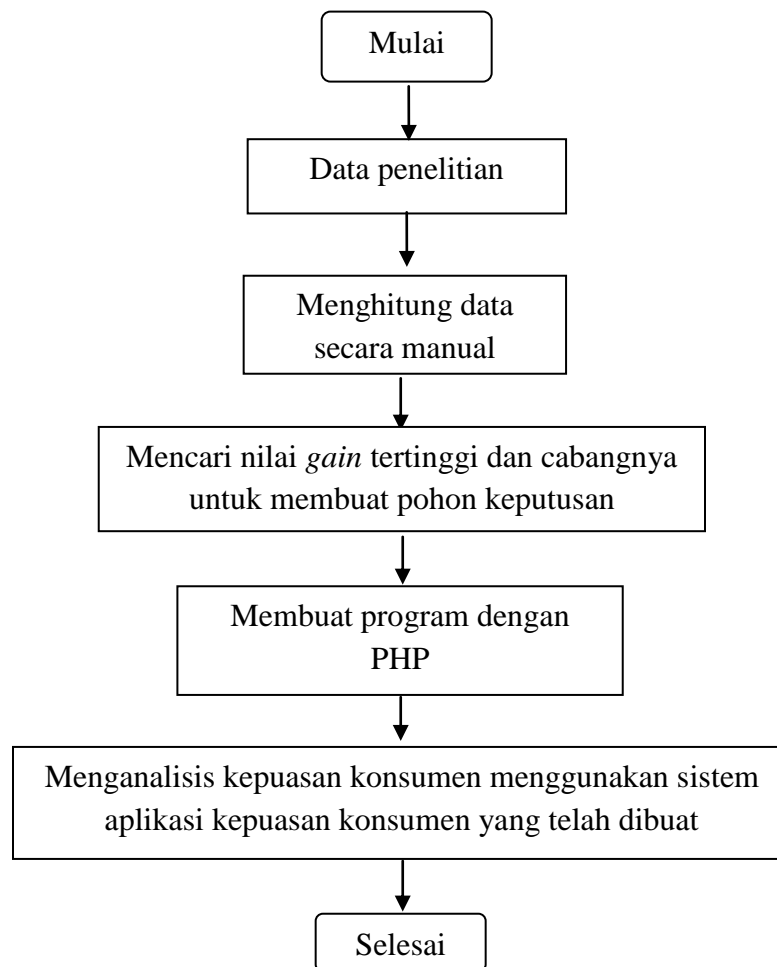 Mulai
Data penelitian
Menghitung data
secara manual
Mencari nilai gain tertinggi dan cabangnya
untuk membuat pohon keputusan
Membuat program dengan
PHP
Menganalisis kepuasan konsumen menggunakan sistem
aplikasi kepuasan konsumen yang telah dibuat
Selesai